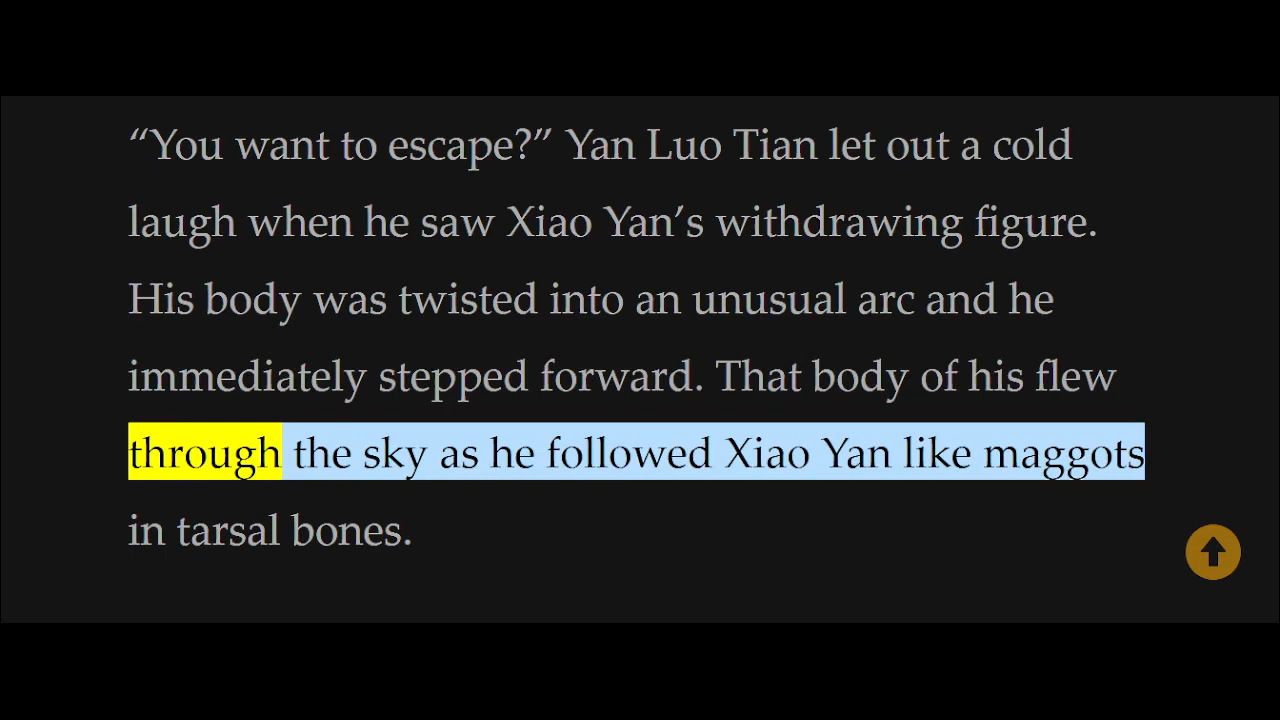 “You want to escape?” Yan Luo Tian let out a cold
laugh when he saw Xiao Yan’s withdrawing figure.
His body was twisted into an unusual arc and he
immediately stepped forward. That body of his flew
through the sky as he followed Xiao Yan like maggots
in tarsal bones.